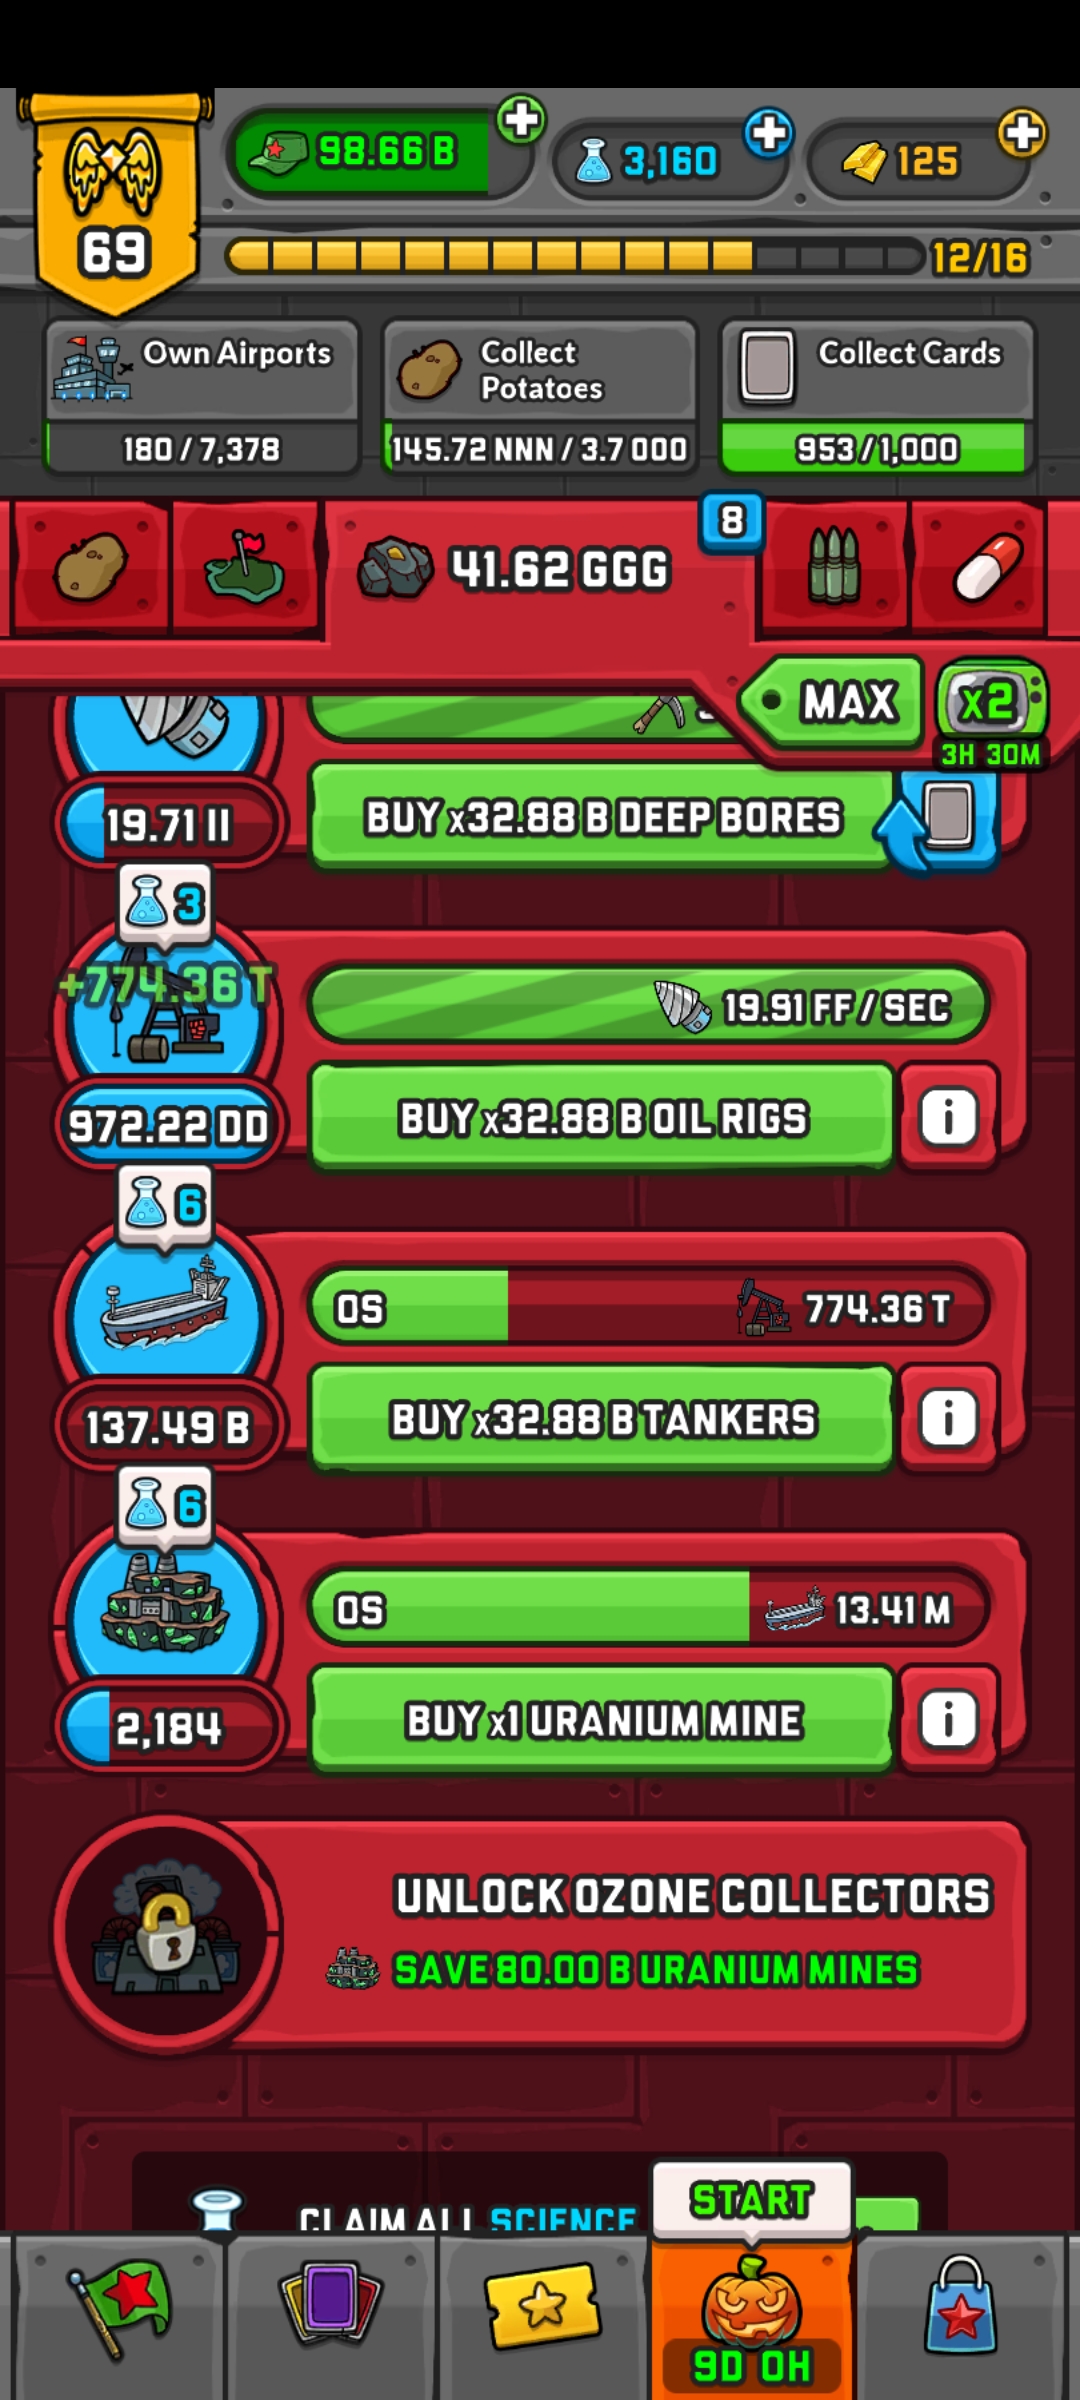 98.66 B
3,160
125
69
12/16
Own Airports
180 / 7,378
Collect
Potatoes
145.72 NNN / 3.7 OOO
Collect Cards
953 / 1,000
41.62 GGG
8
MAX
x2
3H 30M
19.71 II
BUY x32.88 B DEEP BORES
3
+774.36 T
19.91 FF / SEC
972.22 DD
BUY x32.88 B OIL RIGS
i
6
0S
774.36 T
137.49 B
BUY x32.88 B TANKERS
i
6
0S
13.41 M
2,184
BUY x1 URANIUM MINE
i
UNLOCK OZONE COLLECTORS
SAVE 80.00 B URANIUM MINES
CLAIM ALL SCIENCE
START
9D 0H